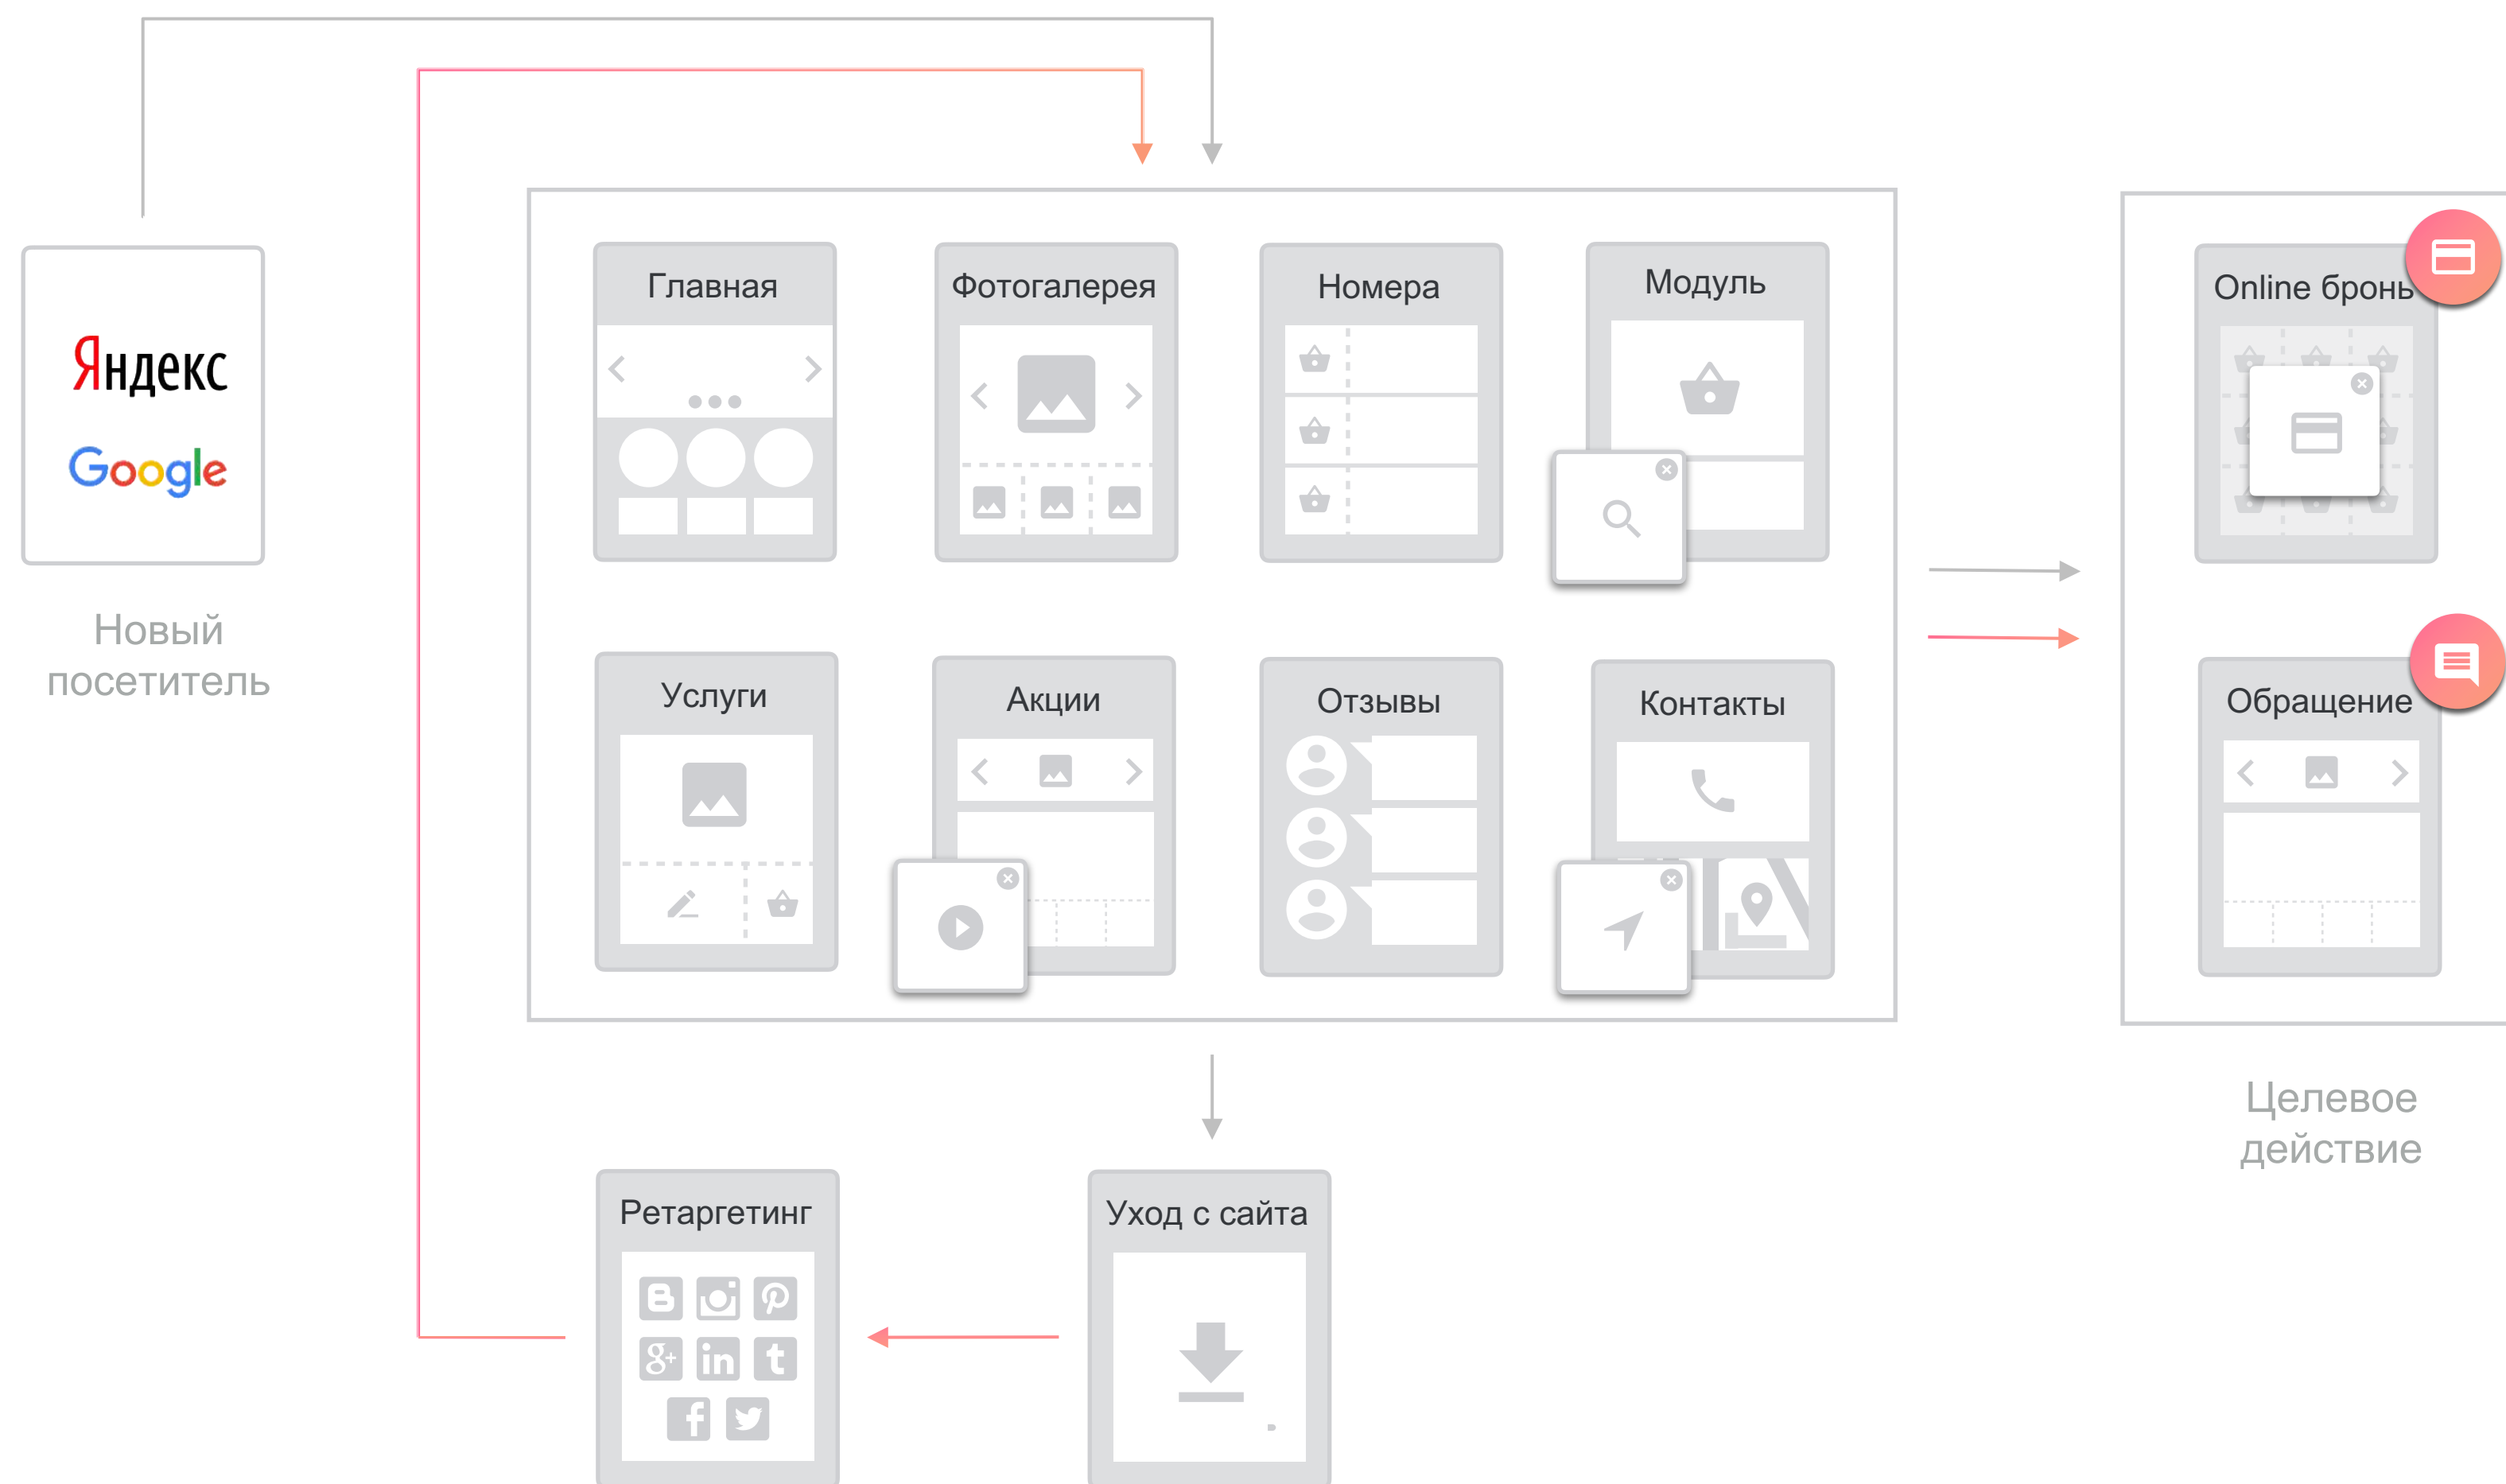 Яндекс
Google
Новый
посетитель
Главная
Фотогалерея
Номера
Модуль
Услуги
Акции
Отзывы
Контакты
Online бронь
Обращение
Целевое
действие
Ретаргетинг
Уход с сайта